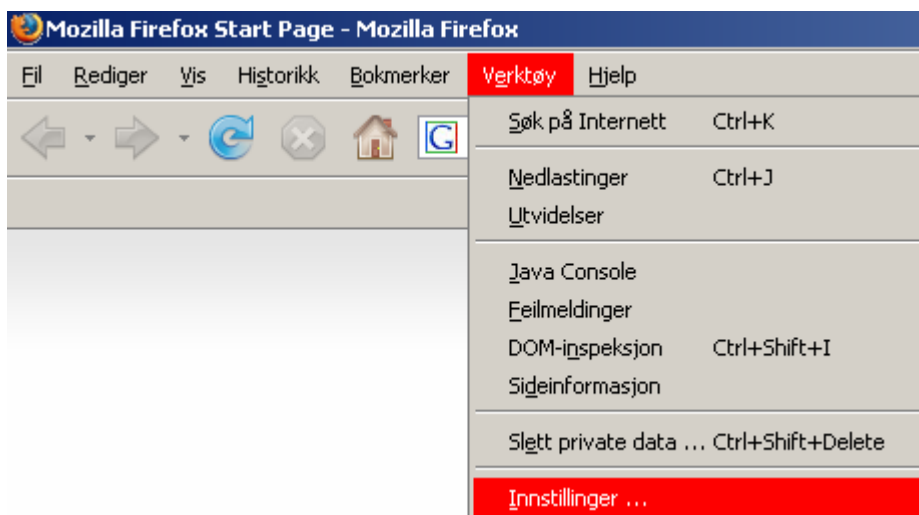 Mozilla Firefox Start Page - Mozilla Firefox
Fil Rediger Vis Historikk Bokmerker Verktøy Hjelp
G
Søk på Internett Ctrl+K
Nedlastinger Ctrl+J
Utvidelser
Java Console
Feilmeldinger
DOM-inspeksjon Ctrl+Shift+I
Sideinformasjon
Slett private data ... Ctrl+Shift+Delete
Innstillinger ...